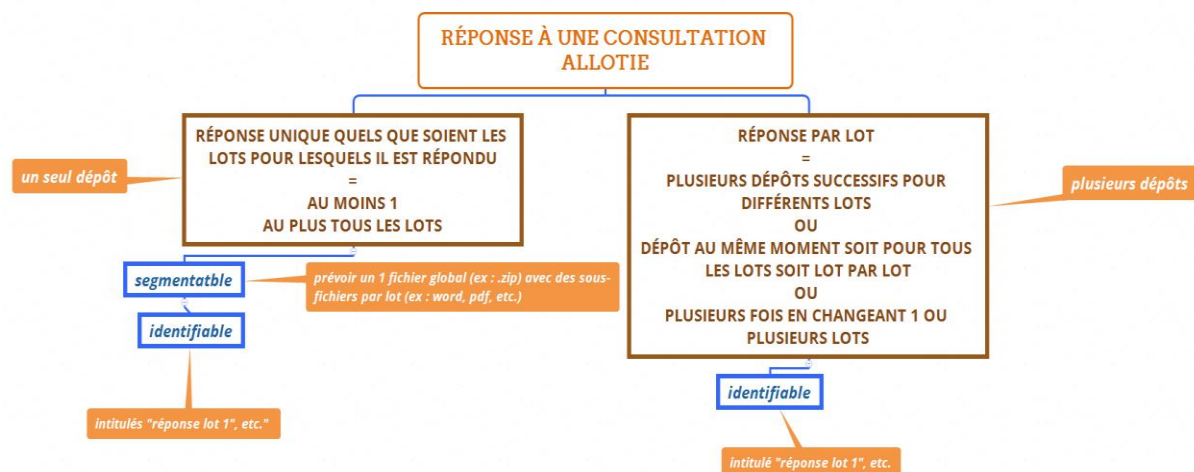 RÉPONSE À UNE CONSULTATION
ALLOTIE
un seul dépôt
RÉPONSE UNIQUE QUELS QUE SOIENT LES
LOTS POUR LESQUELS IL EST RÉPONDU
=
AU MOINS 1
AU PLUS TOUS LES LOTS
segmentatble
prévoir un 1 fichier global (ex : .zip) avec des sous-
fichiers par lot (ex : word, pdf, etc.)
identifiable
intitulés "réponse lot 1", etc."
RÉPONSE PAR LOT
=
PLUSIEURS DÉPÔTS SUCCESSIFS POUR
DIFFÉRENTS LOTS
OU
DÉPÔT AU MÊME MOMENT SOIT POUR TOUS
LES LOTS SOIT LOT PAR LOT
OU
PLUSIEURS FOIS EN CHANGEANT 1 OU
PLUSIEURS LOTS
plusieurs dépôts
identifiable
intitulé "réponse lot 1", etc.